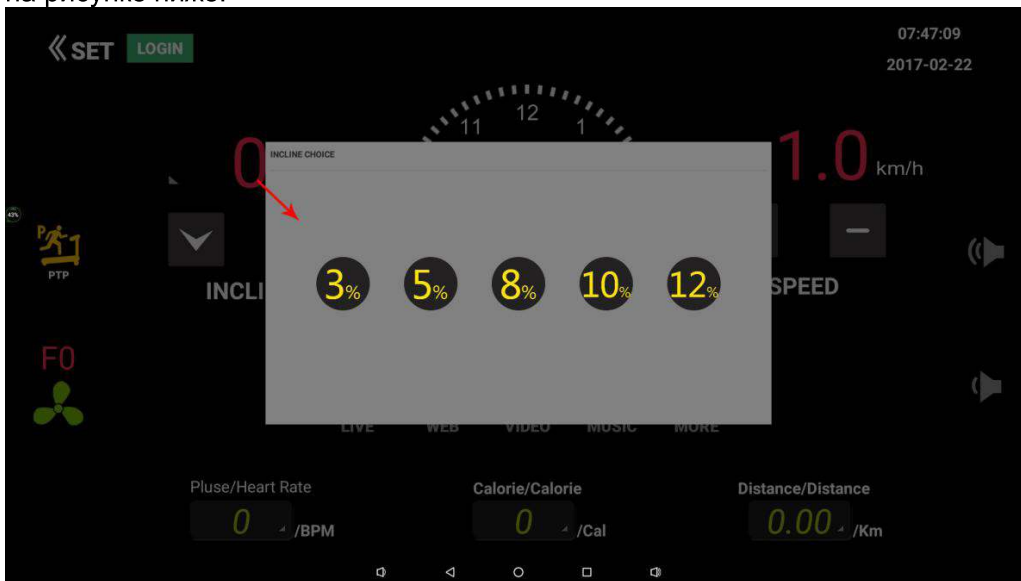 на рисунке ниже.
SET LOGIN
07:47:09
2017-02-22
12
11
1
0
1.0 km/h
INCLINE CHOICE
43%
P
PTP
3%
5%
8%
10%
12%
INCLI
SPEED
F0
LIVE WEB VIDEO MUSIC MORE
Pluse/Heart Rate
Calorie/Calorie
Distance/Distance
0 /BPM
0 /Cal
0.00 /Km